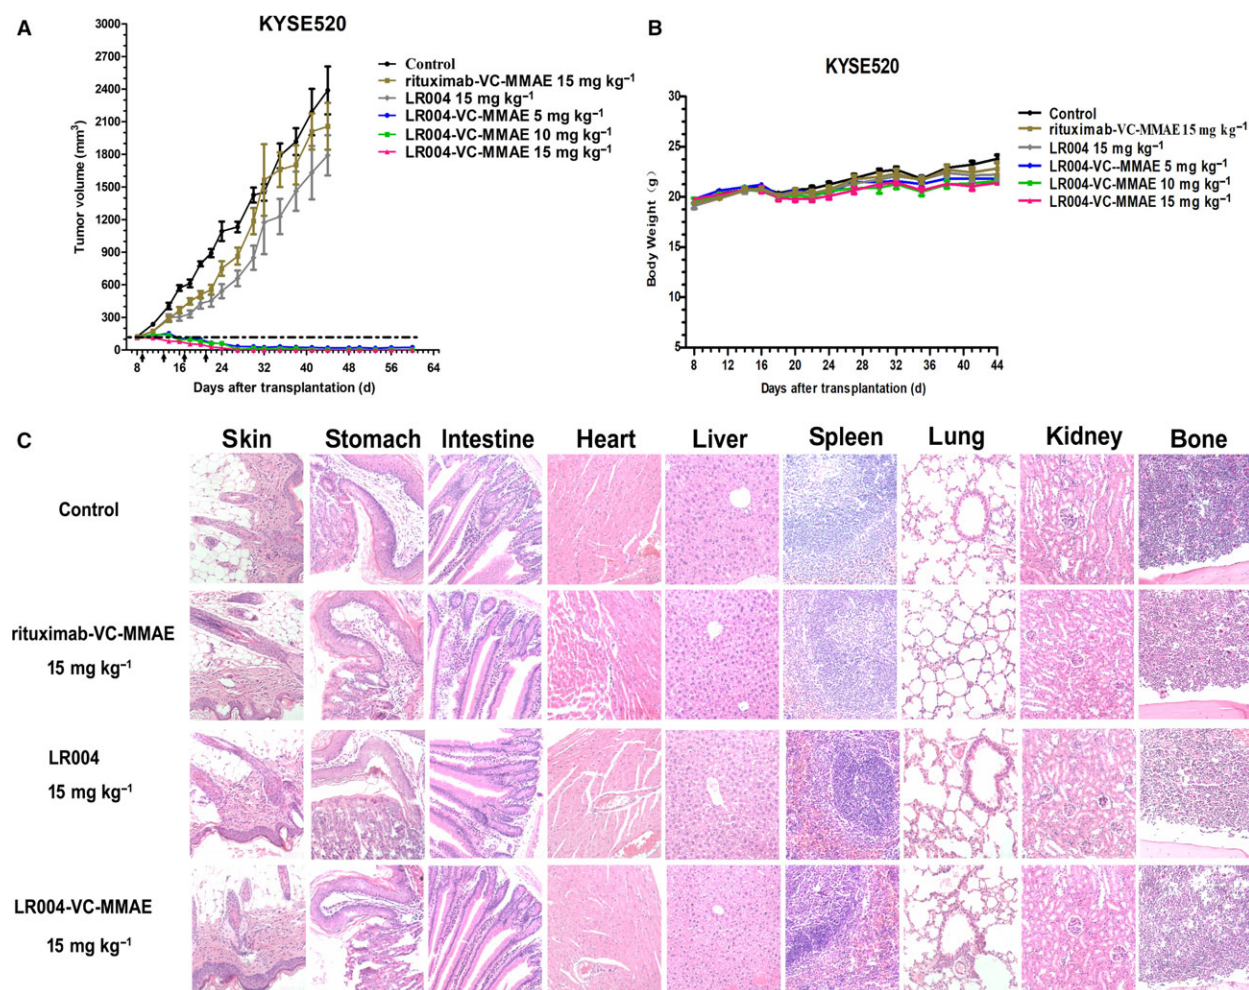 A
KYSE520
Tumor volume (mm³)
3000
2700
2400
2100
1800
1500
1200
900
600
300
0
8 16 24 32 40 48 56 64
Days after transplantation (d)
Control
rituximab-VC-MMAE 15 mg kg⁻¹
LR004 15 mg kg⁻¹
LR004-VC-MMAE 5 mg kg⁻¹
LR004-VC-MMAE 10 mg kg⁻¹
LR004-VC-MMAE 15 mg kg⁻¹
B
KYSE520
Body Weight (g)
30
25
20
15
10
5
8 12 16 20 24 28 32 36 40 44
Days after transplantation (d)
Control
rituximab-VC-MMAE 15 mg kg⁻¹
LR004 15 mg kg⁻¹
LR004-VC--MMAE 5 mg kg⁻¹
LR004-VC-MMAE 10 mg kg⁻¹
LR004-VC-MMAE 15 mg kg⁻¹
C
Skin Stomach Intestine Heart Liver Spleen Lung Kidney Bone
Control
rituximab-VC-MMAE
15 mg kg⁻¹
LR004
15 mg kg⁻¹
LR004-VC-MMAE
15 mg kg⁻¹